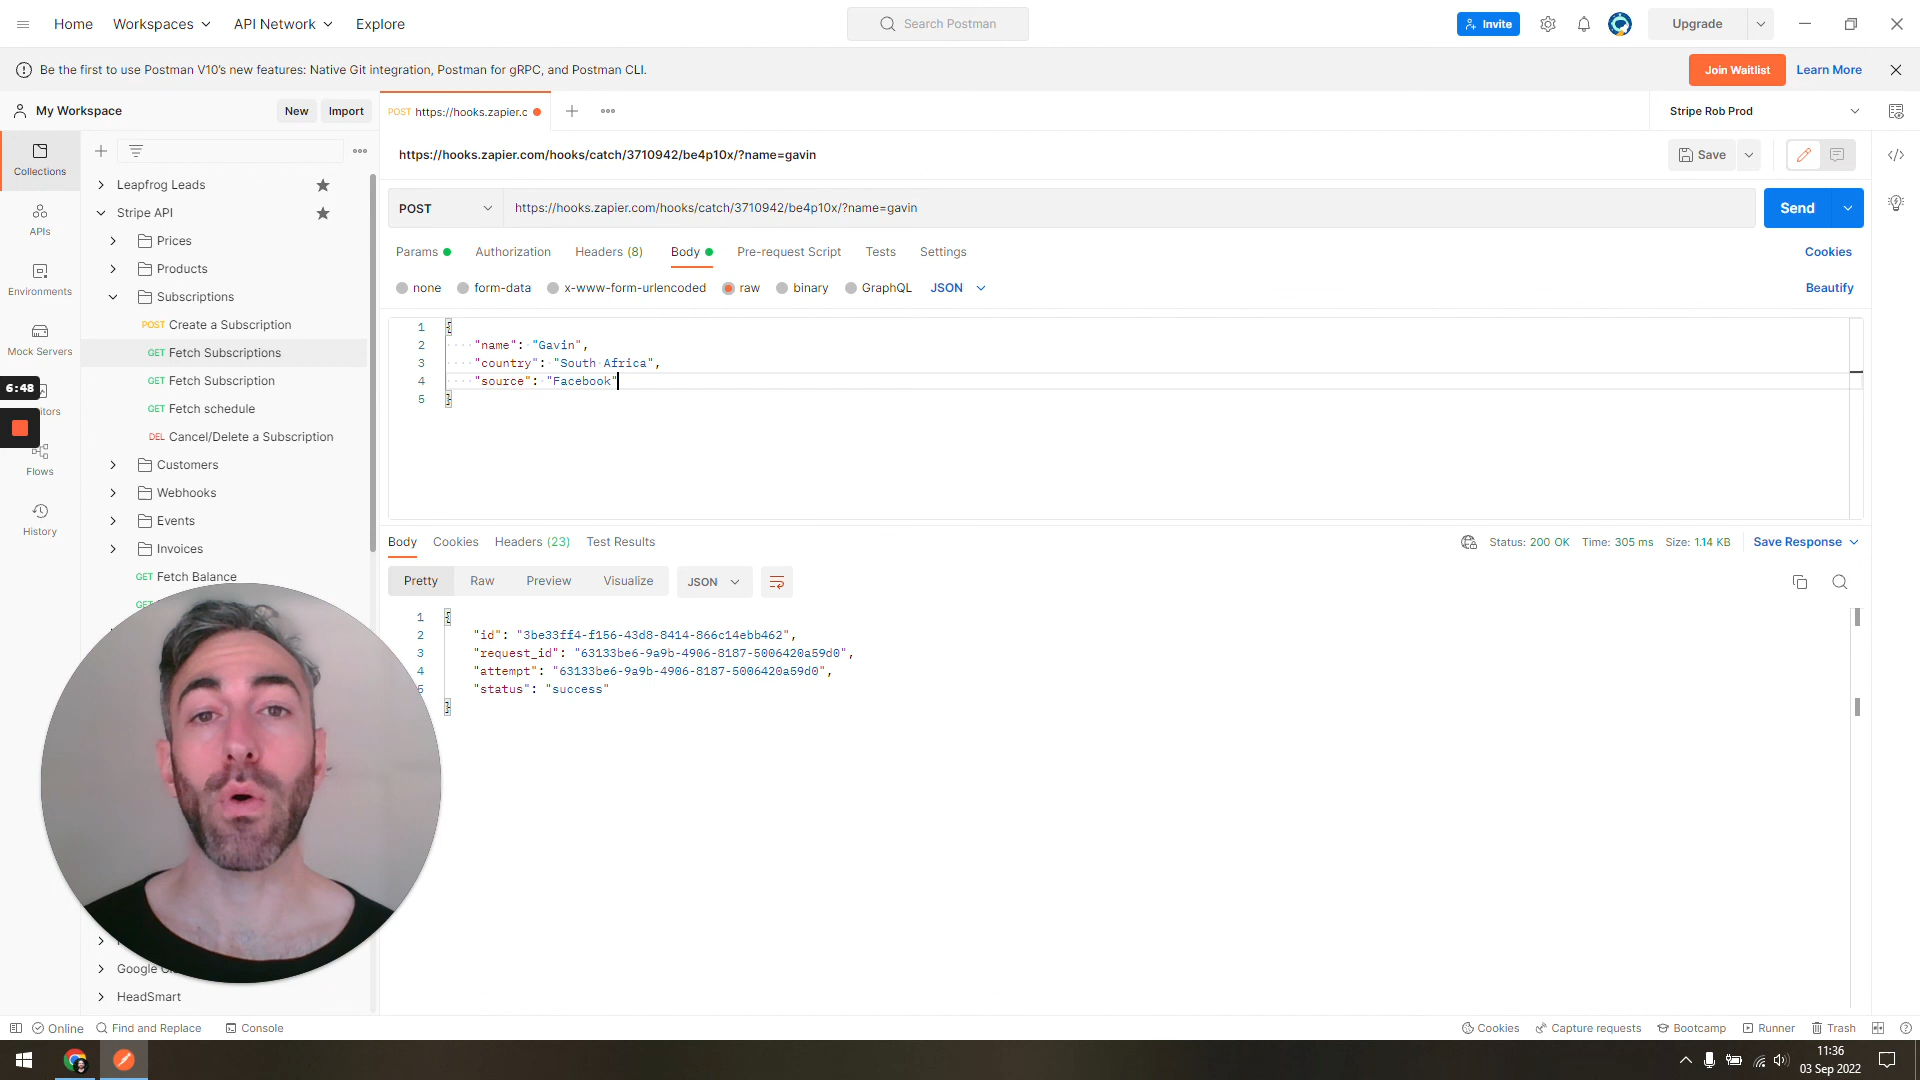 Home Workspaces API Network Explore Search Postman Invite Upgrade
Be the first to use Postman V10's new features: Native Git integration, Postman for gRPC, and Postman CLI. Join Waitlist Learn More
My Workspace New Import
POST https://hooks.zapier.c
Stripe Rob Prod
Collections
APIs
Environments
Mock Servers
6:48
Flows
History
Leapfrog Leads
Stripe API
Prices
Products
Subscriptions
POST Create a Subscription
GET Fetch Subscriptions
GET Fetch Subscription
GET Fetch schedule
DEL Cancel/Delete a Subscription
Customers
Webhooks
Events
Invoices
GET Fetch Balance
GET
HeadSmart
https://hooks.zapier.com/hooks/catch/3710942/be4p10x/?name=gavin
Save
POST https://hooks.zapier.com/hooks/catch/3710942/be4p10x/?name=gavin Send
Params Authorization Headers (8) Body Pre-request Script Tests Settings Cookies
none form-data x-www-form-urlencoded raw binary GraphQL JSON Beautify
1 {
2 "name": "Gavin",
3 "country": "South Africa",
4 "source": "Facebook"
5 }
Body Cookies Headers (23) Test Results Status: 200 OK Time: 305 ms Size: 1.14 KB Save Response
Pretty Raw Preview Visualize JSON
1 {
2 "id": "3be33ff4-f156-43d8-8414-866c14ebb462",
3 "request_id": "63133be6-9a9b-4906-8187-5006420a59d0",
4 "attempt": "63133be6-9a9b-4906-8187-5006420a59d0",
5 "status": "success"
}
Online Find and Replace Console Cookies Capture requests Bootcamp Runner Trash
11:36
03 Sep 2022